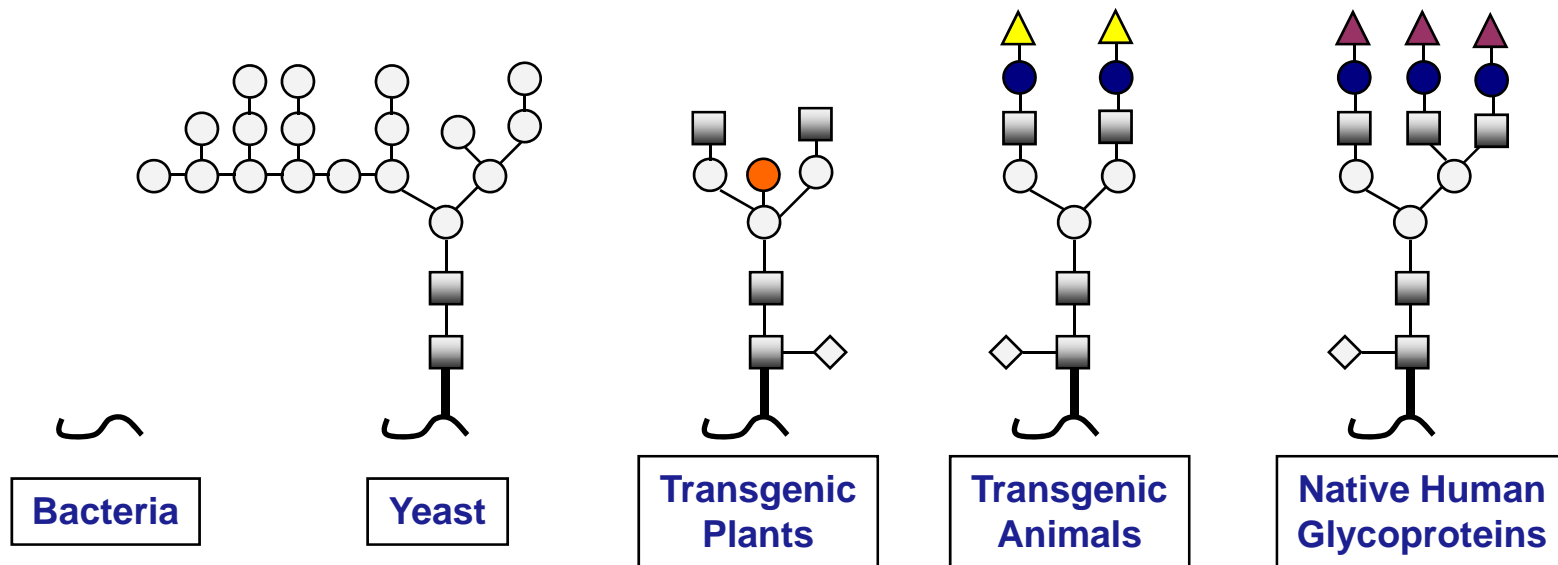 Bacteria
Yeast
Transgenic
Plants
Transgenic
Animals
Native Human
Glycoproteins